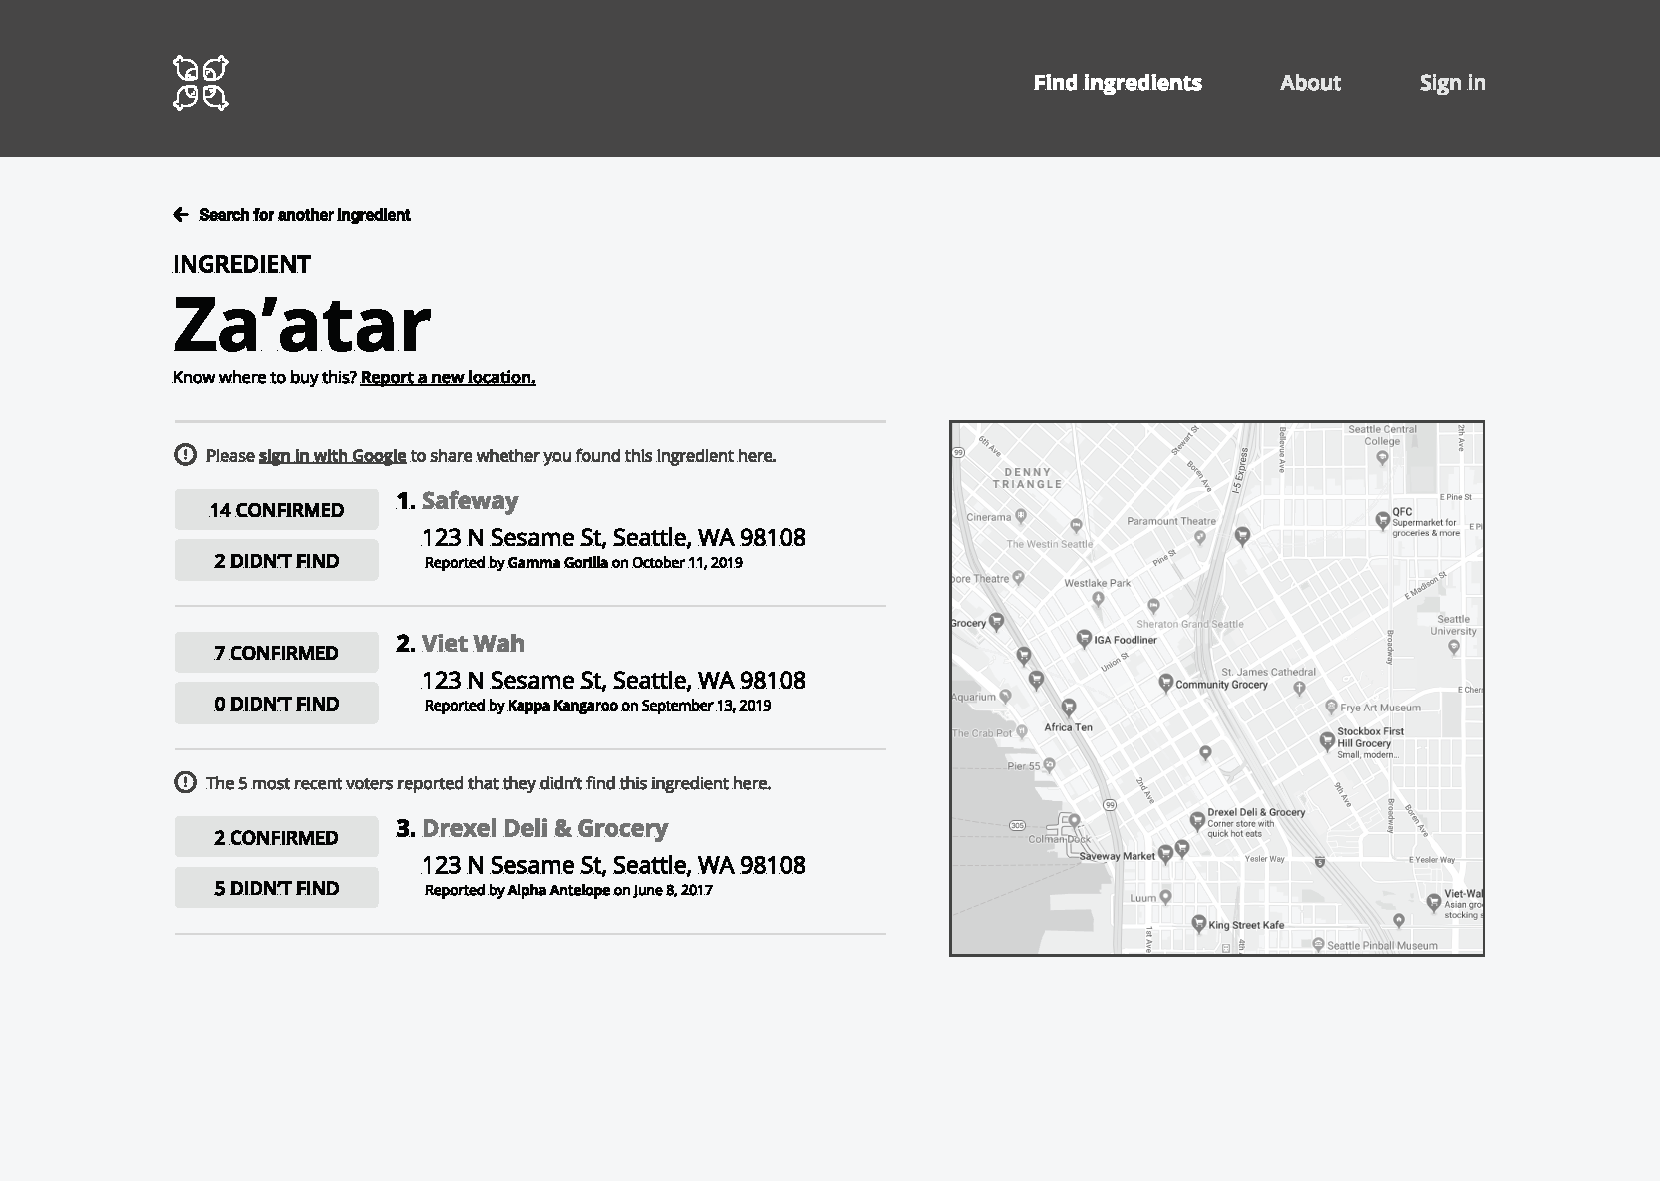 Find ingredients
About
Sign in
Search for another ingredient
INGREDIENT
Za’atar
Know where to buy this? Report a new location.
Please sign in with Google to share whether you found this ingredient here.
14 CONFIRMED
2 DIDN’T FIND
1. Safeway
123 N Sesame St, Seattle, WA 98108
Reported by Gamma Gorilla on October 11, 2019
7 CONFIRMED
0 DIDN’T FIND
2. Viet Wah
123 N Sesame St, Seattle, WA 98108
Reported by Kappa Kangaroo on September 13, 2019
The 5 most recent voters reported that they didn’t find this ingredient here.
2 CONFIRMED
5 DIDN’T FIND
3. Drexel Deli & Grocery
123 N Sesame St, Seattle, WA 98108
Reported by Alpha Antelope on June 8, 2017
6th Ave
Stewart St
Bellevue Ave
Seattle Central
College
2th Ave
99
I-5 Express
DENNY
TRIANGLE
Boren Ave
E Pine St
Cinerama
Paramount Theatre
QFC
Supermarket for
groceries & more
E Pi
The Westin Seattle
Pine St
ore Theatre
Westlake Park
E Madison St
Grocery
Sheraton Grand Seattle
Seattle
University
IGA Foodliner
Broadway
Union St
St. James Cathedral
Community Grocery
Aquarium
E Cherr
Frye Art Museum
Africa Ten
The Crab Pot
Stockbox First
Hill Grocery
Small, modern...
Pier 55
2nd Ave
9th Ave
99
Broadway
Boren Ave
Drexel Deli & Grocery
Corner store with
quick hot eats
305
Colman Dock
Saveway Market
Yesler Way
5
E Yesler Way
Luum
Viet-Wal
Asian gro
stocking s
King Street Kafe
1st Ave
4th A
Seattle Pinball Museum